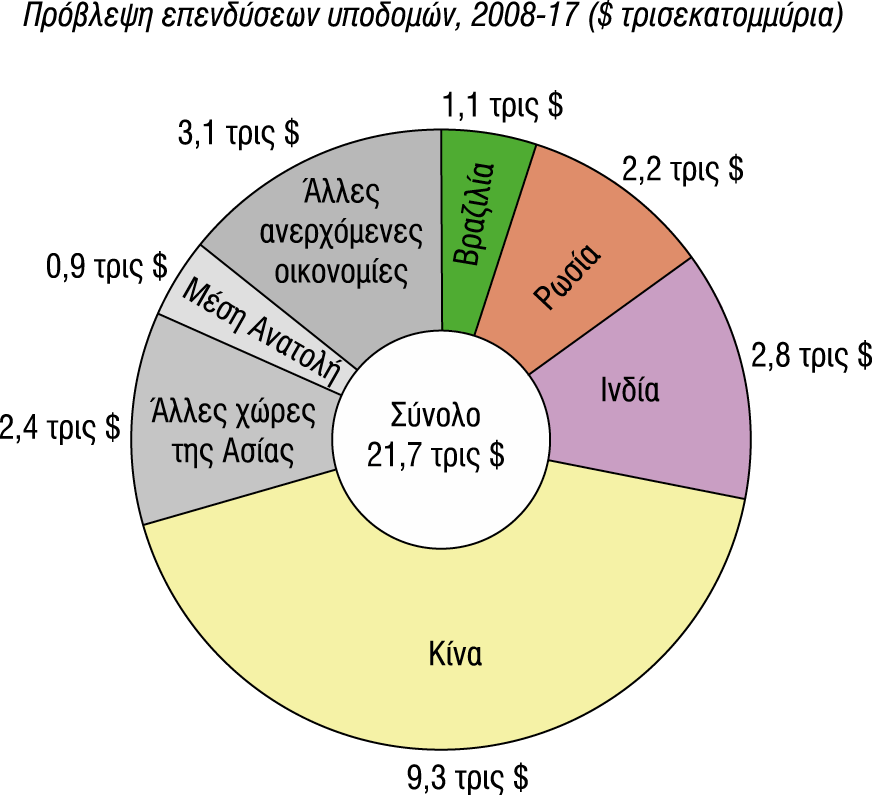 Πρόβλεψη επενδύσεων υποδομών, 2008-17 ($ τρισεκατομμύρια)
1,1 τρις $
Βραζιλία
2,2 τρις $
Ρωσία
2,8 τρις $
Ινδία
9,3 τρις $
Κίνα
2,4 τρις $
Άλλες χώρες
της Ασίας
0,9 τρις $
Μέση Ανατολή
3,1 τρις $
Άλλες
ανερχόμενες
οικονομίες
Σύνολο
21,7 τρις $